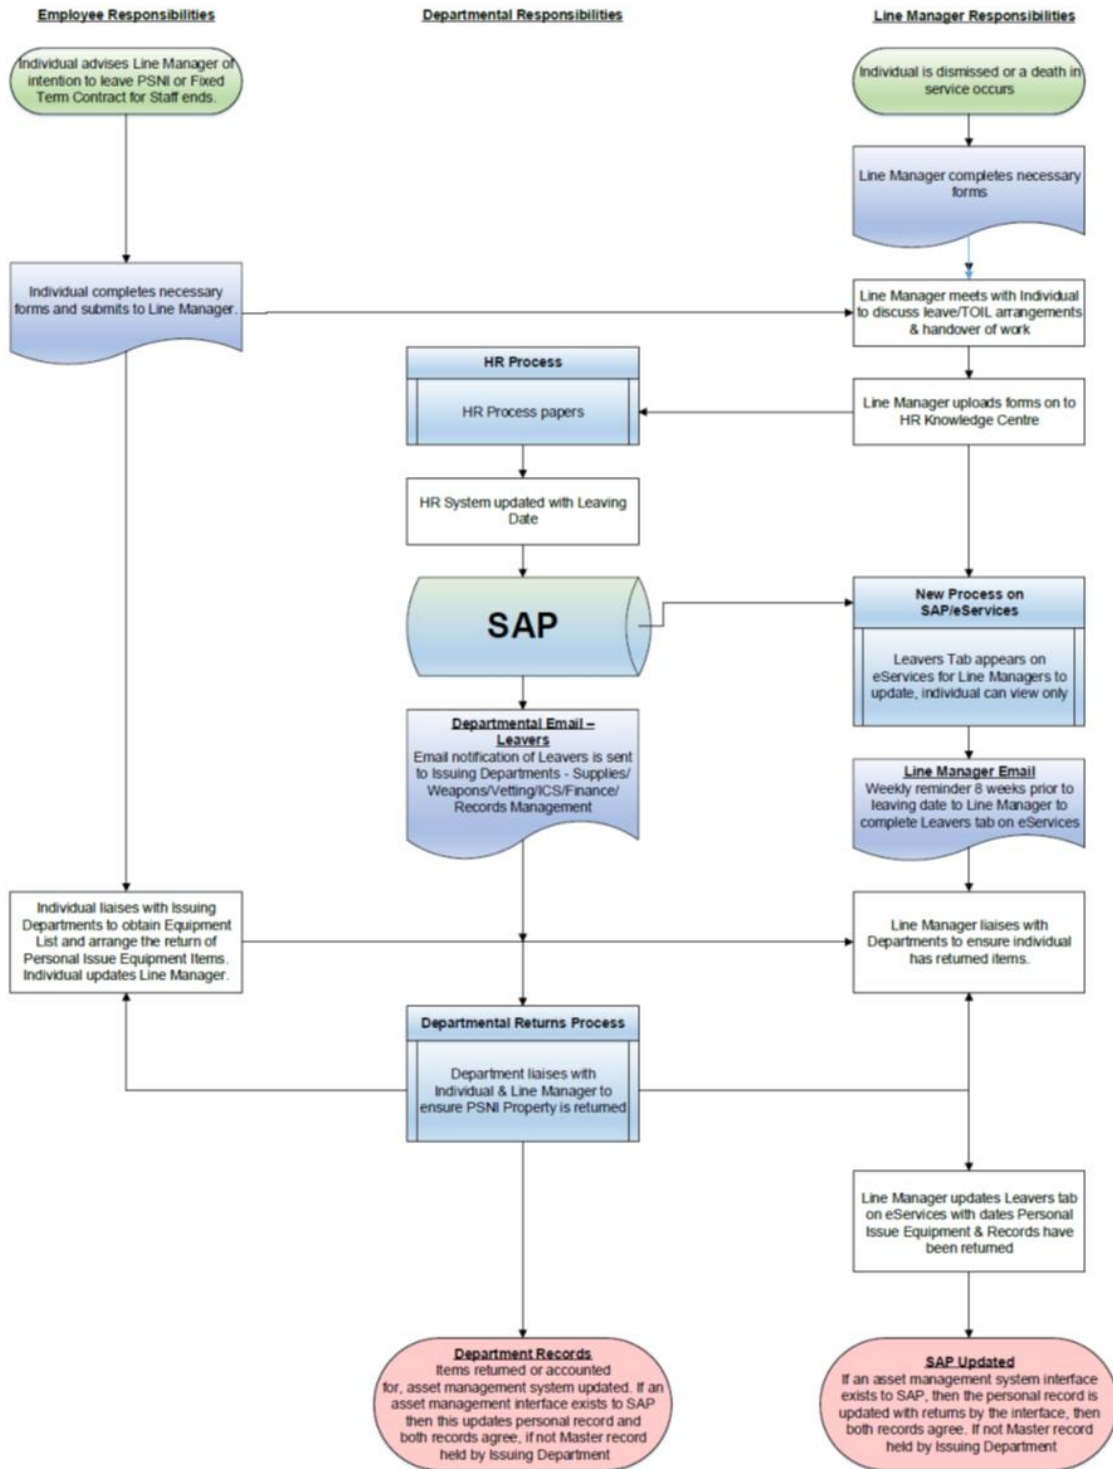 Employee Responsibilities
Departmental Responsibilities
Line Manager Responsibilities
Individual advises Line Manager of
intention to leave PSNI or Fixed
Term Contract for Staff ends.
Individual is dismissed or a death in
service occurs
Line Manager completes necessary
forms
Individual completes necessary
forms and submits to Line Manager.
Line Manager meets with Individual
to discuss leave/TOIL arrangements
& handover of work
HR Process
HR Process papers
Line Manager uploads forms on to
HR Knowledge Centre
HR System updated with Leaving
Date
SAP
New Process on
SAP/eServices
Leavers Tab appears on
eServices for Line Managers to
update, individual can view only
Departmental Email –
Leavers
Email notification of Leavers is sent
to Issuing Departments - Supplies/
Weapons/Vetting/ICS/Finance/
Records Management
Line Manager Email
Weekly reminder 8 weeks prior to
leaving date to Line Manager to
complete Leavers tab on eServices
Individual liaises with Issuing
Departments to obtain Equipment
List and arrange the return of
Personal Issue Equipment Items.
Individual updates Line Manager.
Line Manager liaises with
Departments to ensure individual
has returned items.
Departmental Returns Process
Department liaises with
Individual & Line Manager to
ensure PSNI Property is returned
Line Manager updates Leavers tab
on eServices with dates Personal
Issue Equipment & Records have
been returned
Department Records
Items returned or accounted
for, asset management system updated. If an
asset management interface exists to SAP
then this updates personal record and
both records agree, if not Master record
held by Issuing Department
SAP Updated
If an asset management system interface
exists to SAP, then the personal record is
updated with returns by the interface, then
both records agree. If not Master record
held by Issuing Department